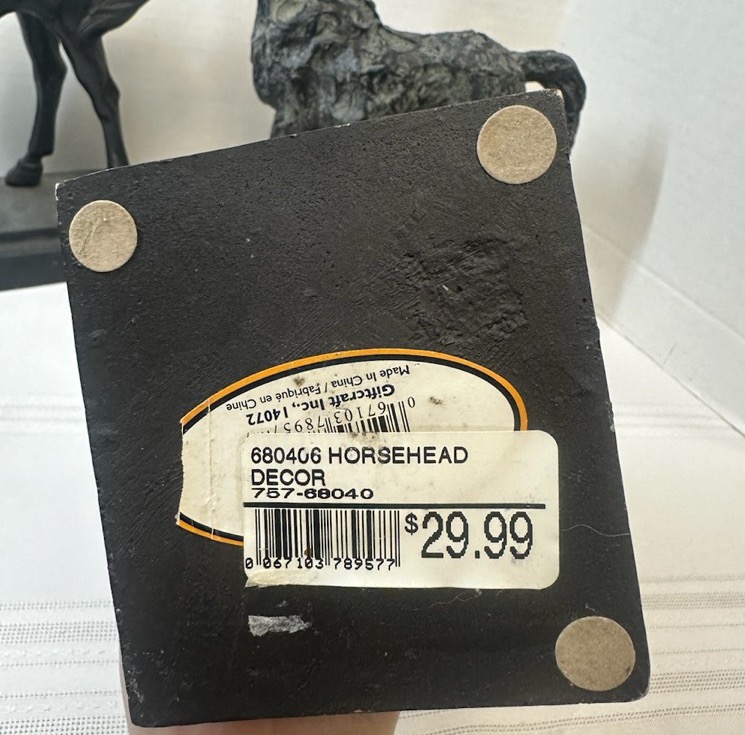 0 67103 7895
Giftcraft Inc., 14072
Made In China / Fabriqué en Chine
680406 HORSEHEAD
DECOR
757-68040
$29.99
0 067103 789577